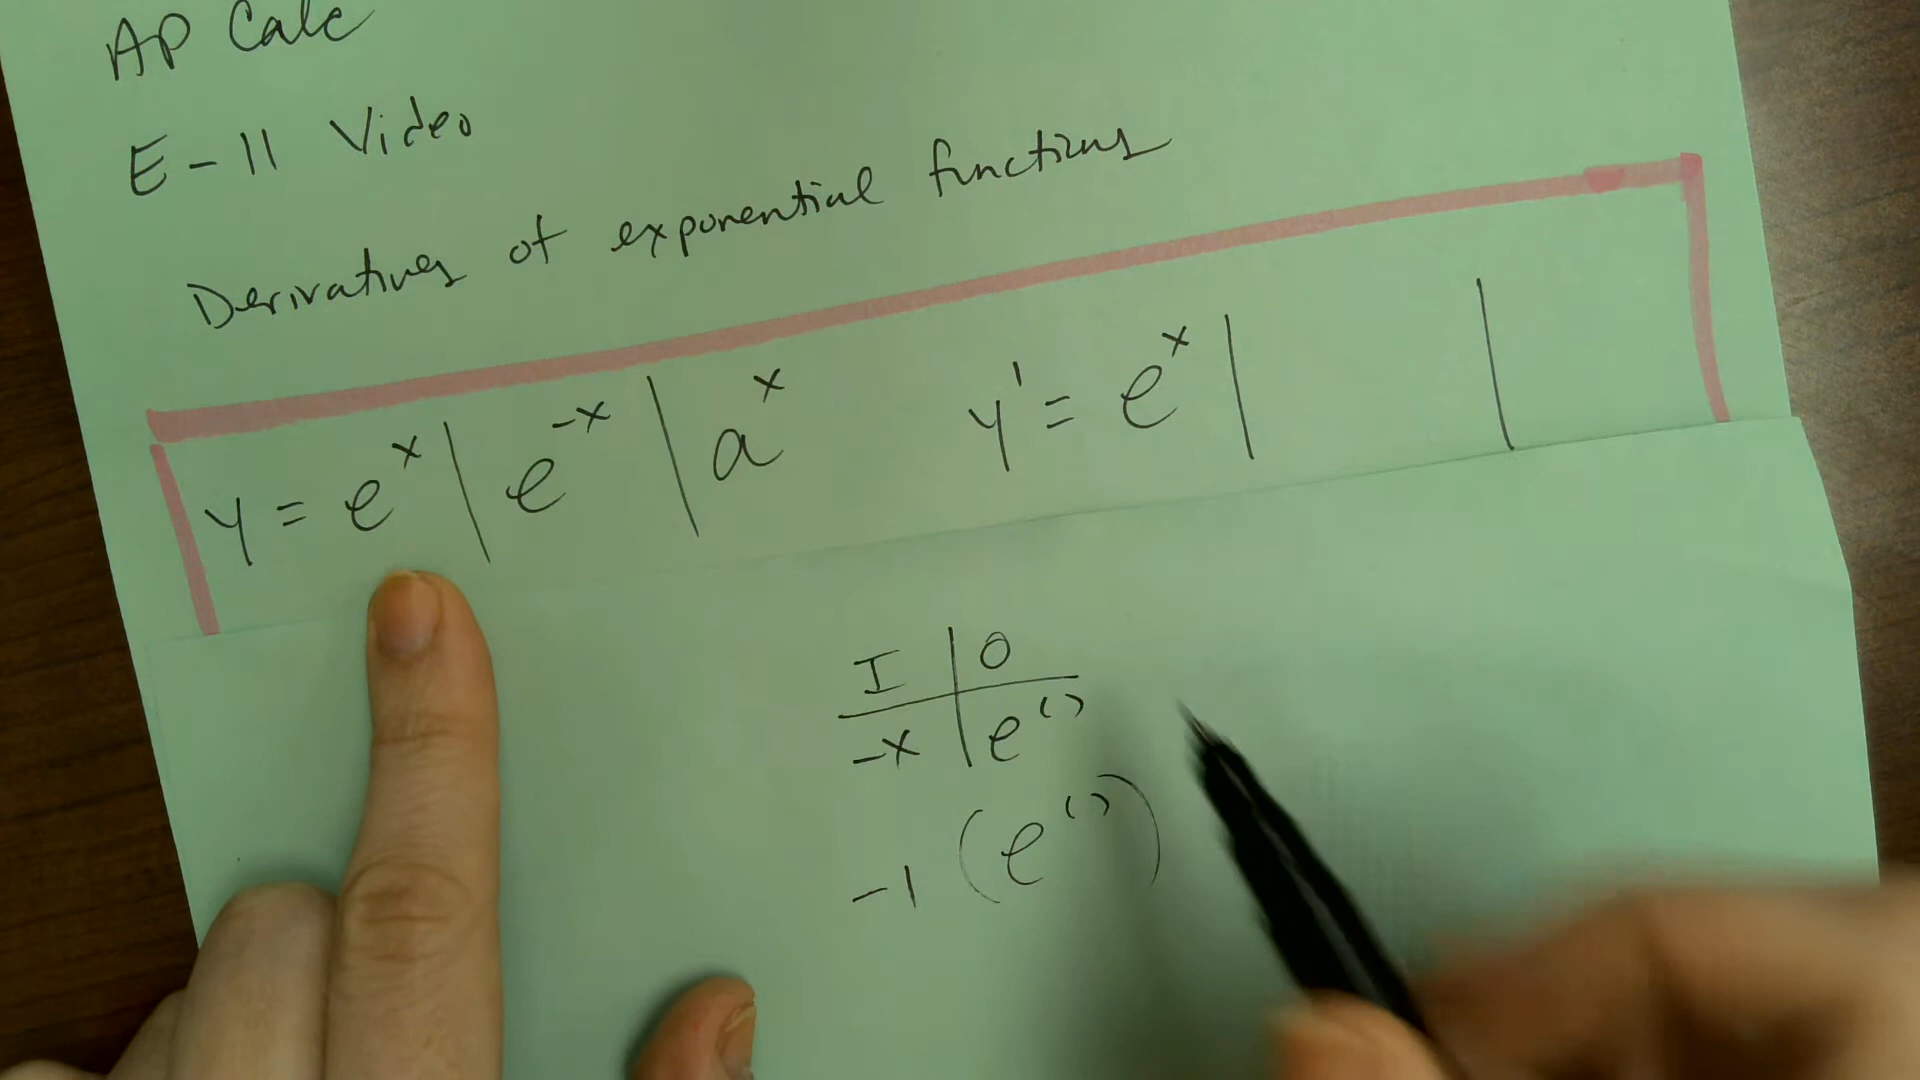 AP Calc
E-11 Video
Derivatives of exponential functions
y = e^x | e^-x | a^x y' = e^x | |
I | O
-x | e^()
-1 (e^())